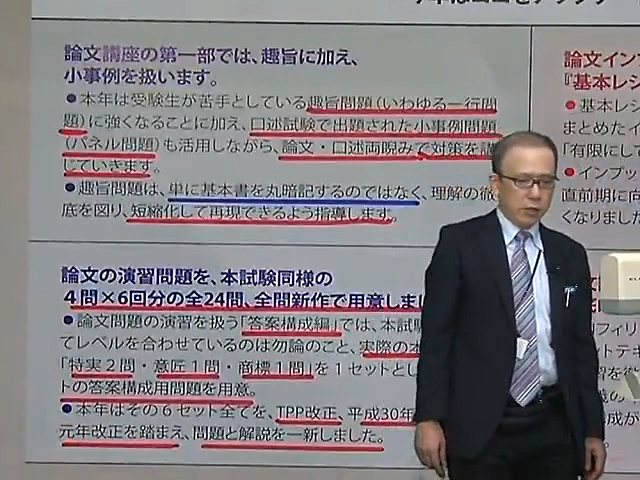 論文講座の第一部では、趣旨に加え、
小事例を扱います。
●本年は受験生が苦手としている趣旨問題(いわゆる一行問
題)に強くなることに加え、口述試験で出題された小事例問題
(パネル問題)も活用しながら、論文・口述両睨みで対策を講
じていきます。
●趣旨問題は、単に基本書を丸暗記するのではなく、理解の徹
底を図り、短縮化して再現できるよう指導します。
論文の演習問題を、本試験同様の
4問×6回分の全24問、全問新作で用意しまし
●論文問題の演習を扱う「答案構成編」では、本試
てレベルを合わせているのは勿論のこと、実際の本
「特実2問・意匠1問・商標1問」を1セットとし
トの答案構成用問題を用意。
●本年はその6セット全てを、TPP改正、平成30年
元年改正を踏まえ、問題と解説を一新しました。
論文イン
『基本レジ
●基本レジ
まとめたイ
「有限にして
●インプッ
直前期に向
くなりました